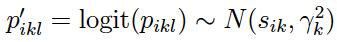 p′_{ikl} = logit(p_{ikl}) ∼ N(s_{ik}, γ_k^2)